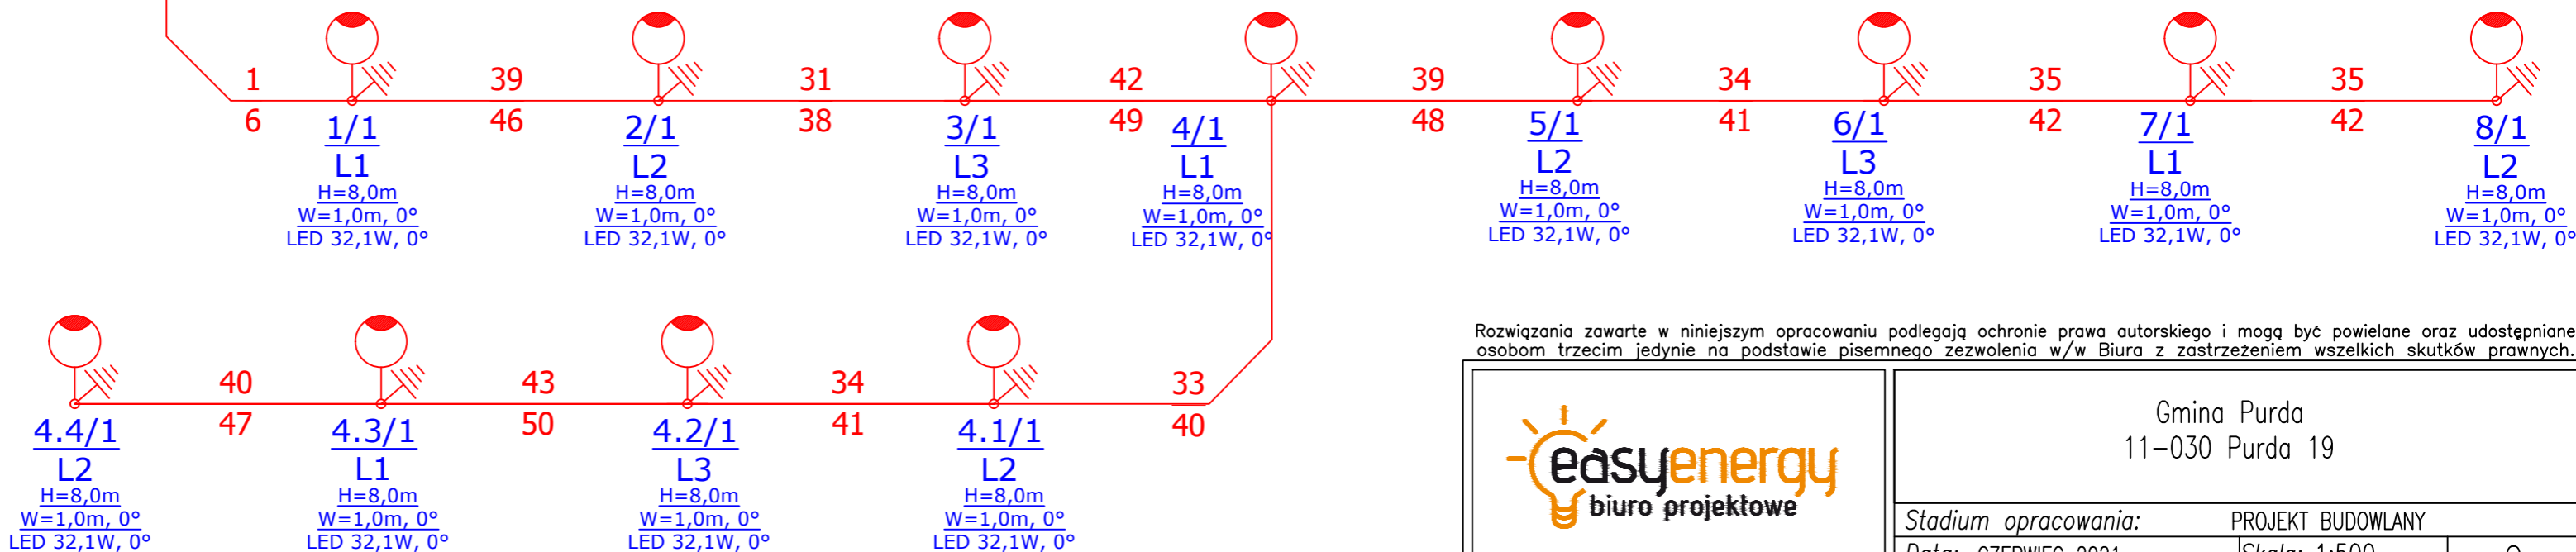 1 39 31 42 39 34 35 35
6 46 38 49 48 41 42 42
1/1 2/1 3/1 4/1 5/1 6/1 7/1 8/1
L1 L2 L3 L1 L2 L3 L1 L2
H=8,0m H=8,0m H=8,0m H=8,0m H=8,0m H=8,0m H=8,0m H=8,0m
W=1,0m, 0° W=1,0m, 0° W=1,0m, 0° W=1,0m, 0° W=1,0m, 0° W=1,0m, 0° W=1,0m, 0° W=1,0m, 0°
LED 32,1W, 0° LED 32,1W, 0° LED 32,1W, 0° LED 32,1W, 0° LED 32,1W, 0° LED 32,1W, 0° LED 32,1W, 0° LED 32,1W, 0°
40 43 34 33
47 50 41 40
4.4/1 4.3/1 4.2/1 4.1/1
L2 L1 L3 L2
H=8,0m H=8,0m H=8,0m H=8,0m
W=1,0m, 0° W=1,0m, 0° W=1,0m, 0° W=1,0m, 0°
LED 32,1W, 0° LED 32,1W, 0° LED 32,1W, 0° LED 32,1W, 0°
Rozwiązania zawarte w niniejszym opracowaniu podlegają ochronie prawa autorskiego i mogą być powielane oraz udostępniane
osobom trzecim jedynie na podstawie pisemnego zezwolenia w/w Biura z zastrzeżeniem wszelkich skutków prawnych.
easyenergy
biuro projektowe
Gmina Purda
11-030 Purda 19
Stadium opracowania: PROJEKT BUDOWLANY
Data: CZERWIEC 2021 Skala: 1:500